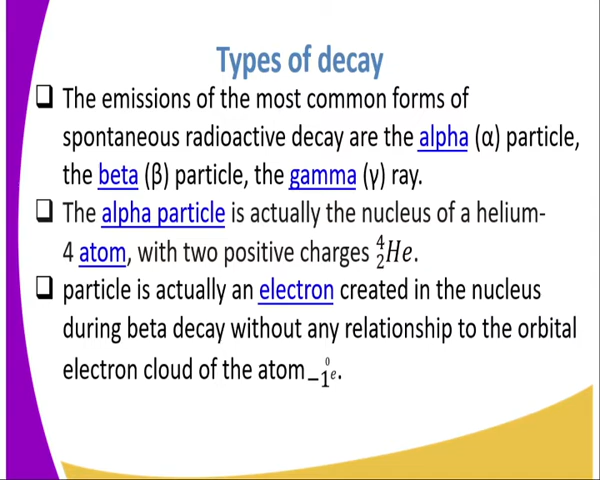 Types of decay
❑ The emissions of the most common forms of
spontaneous radioactive decay are the alpha (α) particle,
the beta (β) particle, the gamma (γ) ray.
❑ The alpha particle is actually the nucleus of a helium-
4 atom, with two positive charges ⁴₂He.
❑ particle is actually an electron created in the nucleus
during beta decay without any relationship to the orbital
electron cloud of the atom ₋₁⁰e.